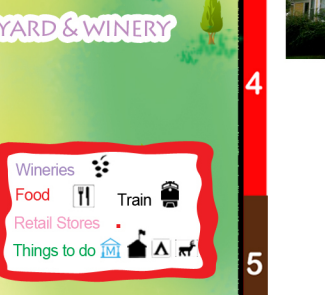 YARD & WINERY
4
Wineries
Food
Train
Retail Stores
Things to do M
5